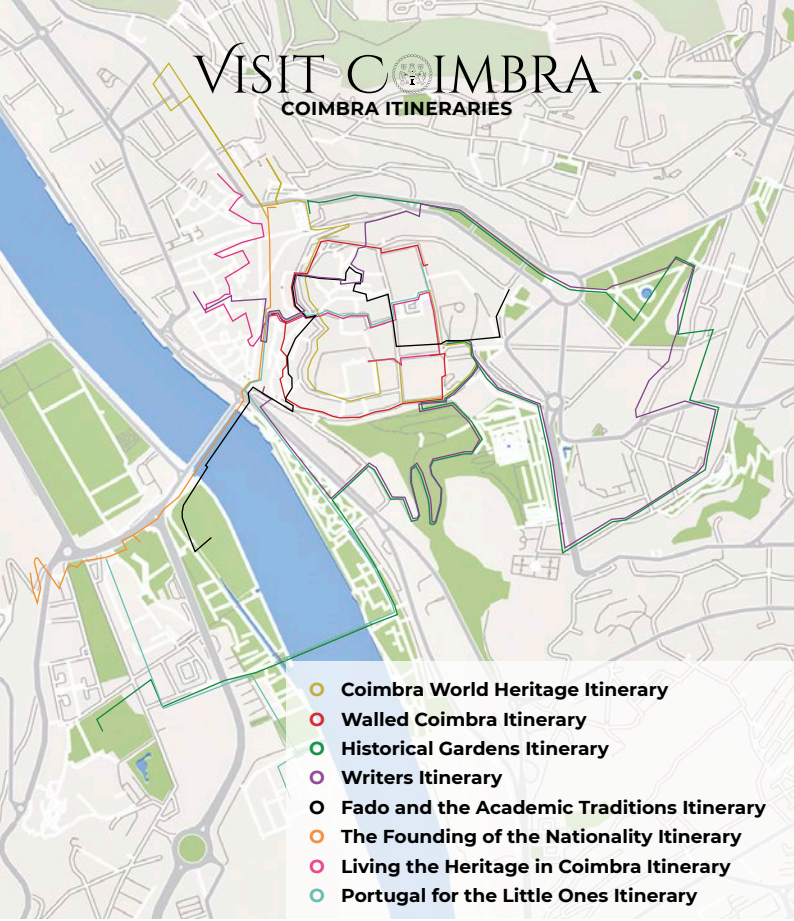 VISIT COIMBRA
COIMBRA ITINERARIES
Coimbra World Heritage Itinerary
Walled Coimbra Itinerary
Historical Gardens Itinerary
Writers Itinerary
Fado and the Academic Traditions Itinerary
The Founding of the Nationality Itinerary
Living the Heritage in Coimbra Itinerary
Portugal for the Little Ones Itinerary